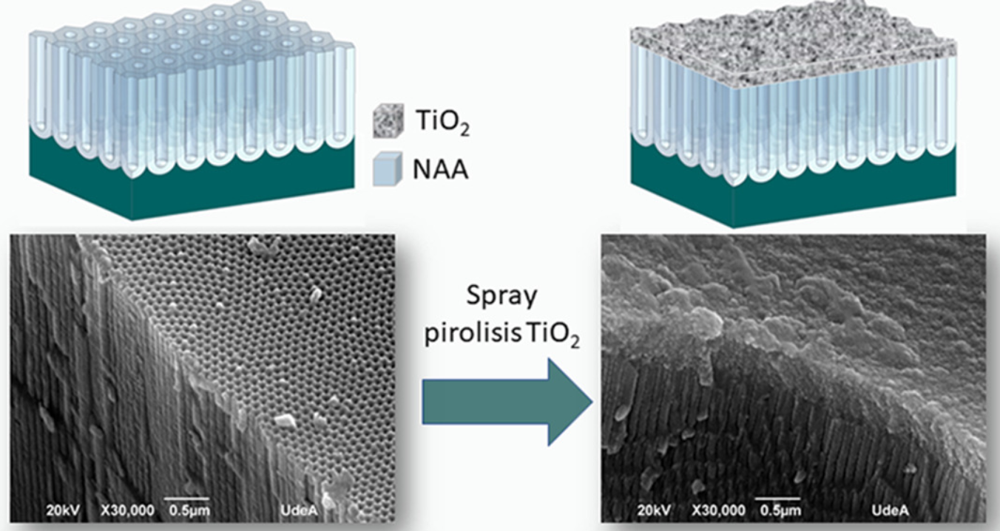 TiO₂
NAA
Spray
pirolisis TiO₂
20kV X30,000 0.5µm UdeA
20kV X30,000 0.5µm UdeA